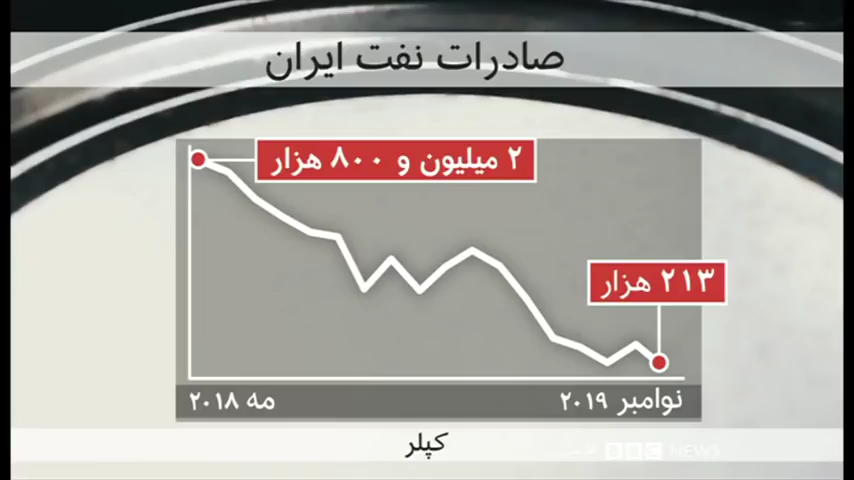 صادرات نفت ایران
۲ میلیون و ۸۰۰ هزار
۲۱۳ هزار
مه ۲۰۱۸
نوامبر ۲۰۱۹
کپلر
BBC NEWS